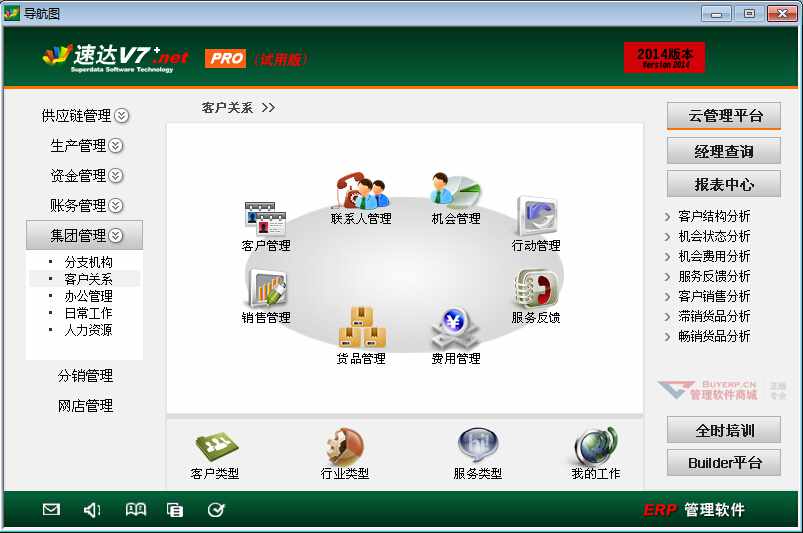 导航图
速达V7+.net
Superdata Software Technology
PRO（试用版）
2014版本
Version 2014
供应链管理
生产管理
资金管理
账务管理
集团管理
分支机构
客户关系
办公管理
日常工作
人力资源
分销管理
网店管理
客户关系 >>
联系人管理
机会管理
客户管理
行动管理
销售管理
服务反馈
货品管理
费用管理
客户类型
行业类型
服务类型
我的工作
云管理平台
经理查询
报表中心
客户结构分析
机会状态分析
机会费用分析
服务反馈分析
客户销售分析
滞销货品分析
畅销货品分析
BUYERP.CN
管理软件商城
正版
专业
全时培训
Builder平台
ERP 管理软件